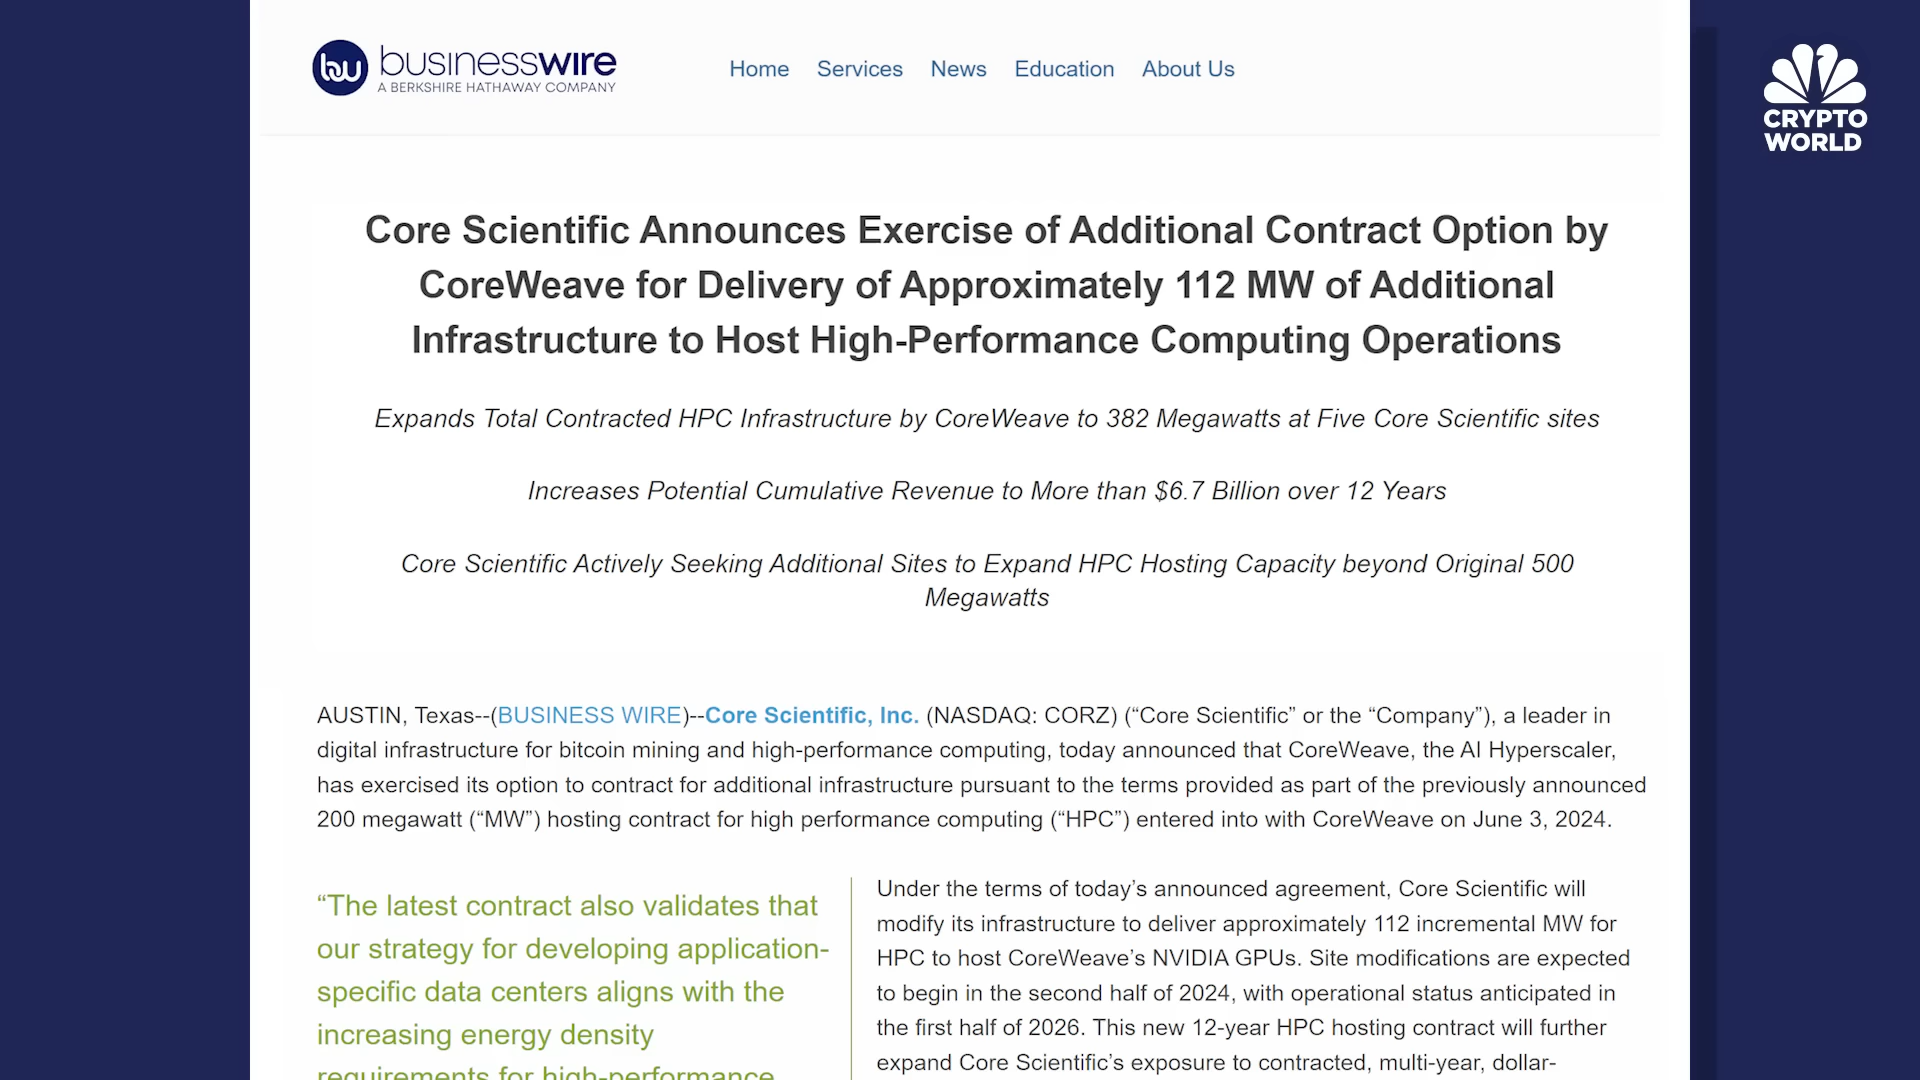 bw businesswire
A BERKSHIRE HATHAWAY COMPANY
Home Services News Education About Us
CRYPTO
WORLD
Core Scientific Announces Exercise of Additional Contract Option by
CoreWeave for Delivery of Approximately 112 MW of Additional
Infrastructure to Host High-Performance Computing Operations
Expands Total Contracted HPC Infrastructure by CoreWeave to 382 Megawatts at Five Core Scientific sites
Increases Potential Cumulative Revenue to More than $6.7 Billion over 12 Years
Core Scientific Actively Seeking Additional Sites to Expand HPC Hosting Capacity beyond Original 500
Megawatts
AUSTIN, Texas--(BUSINESS WIRE)--Core Scientific, Inc. (NASDAQ: CORZ) (“Core Scientific” or the “Company”), a leader in
digital infrastructure for bitcoin mining and high-performance computing, today announced that CoreWeave, the AI Hyperscaler,
has exercised its option to contract for additional infrastructure pursuant to the terms provided as part of the previously announced
200 megawatt (“MW”) hosting contract for high performance computing (“HPC”) entered into with CoreWeave on June 3, 2024.
“The latest contract also validates that
our strategy for developing application-
specific data centers aligns with the
increasing energy density
requirements for high-performance
Under the terms of today’s announced agreement, Core Scientific will
modify its infrastructure to deliver approximately 112 incremental MW for
HPC to host CoreWeave’s NVIDIA GPUs. Site modifications are expected
to begin in the second half of 2024, with operational status anticipated in
the first half of 2026. This new 12-year HPC hosting contract will further
expand Core Scientific’s exposure to contracted, multi-year, dollar-